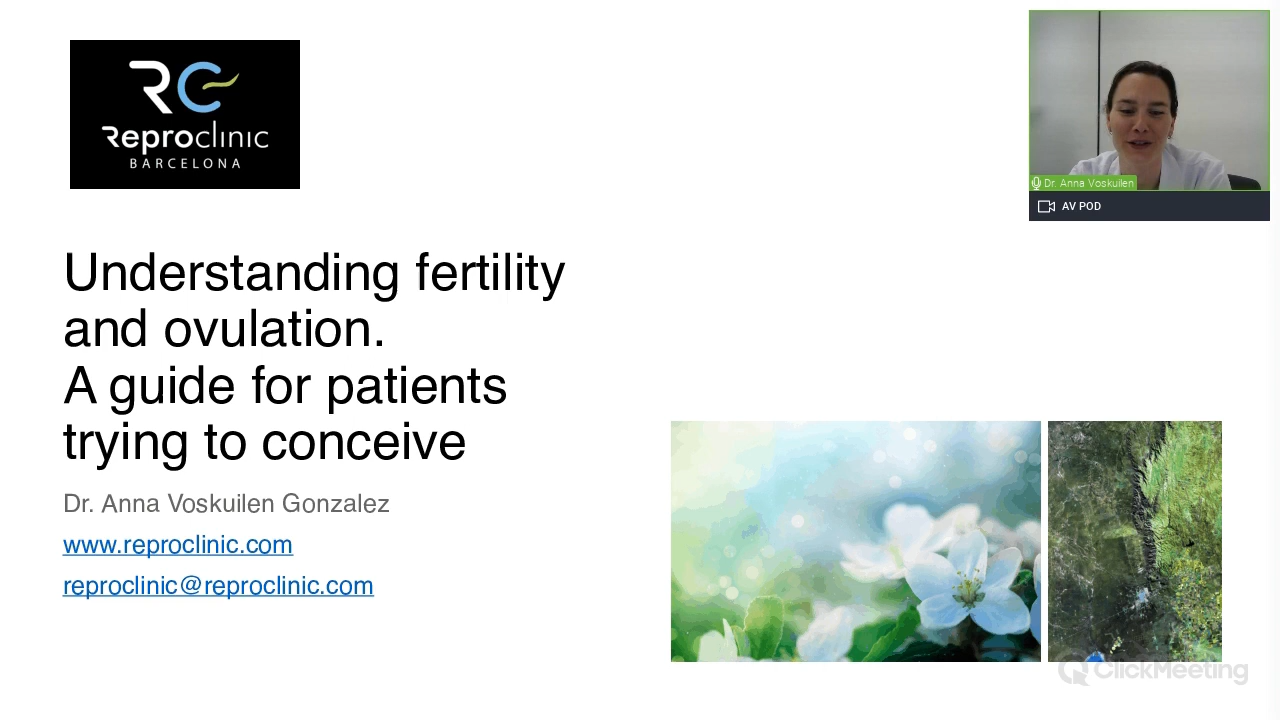 RC
Reproclinic
BARCELONA
Dr. Anna Voskuilen
AV POD
Understanding fertility
and ovulation.
A guide for patients
trying to conceive
Dr. Anna Voskuilen Gonzalez
www.reproclinic.com
reproclinic@reproclinic.com
ClickMeeting